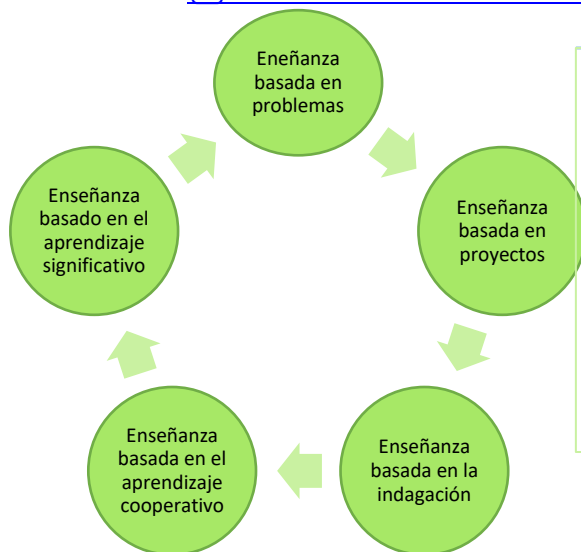 Eneñanza
basada en
problemas
Enseñanza
basada en
proyectos
Enseñanza
basada en la
indagación
Enseñanza
basada en el
aprendizaje
cooperativo
Enseñanza
basado en el
aprendizaje
significativo